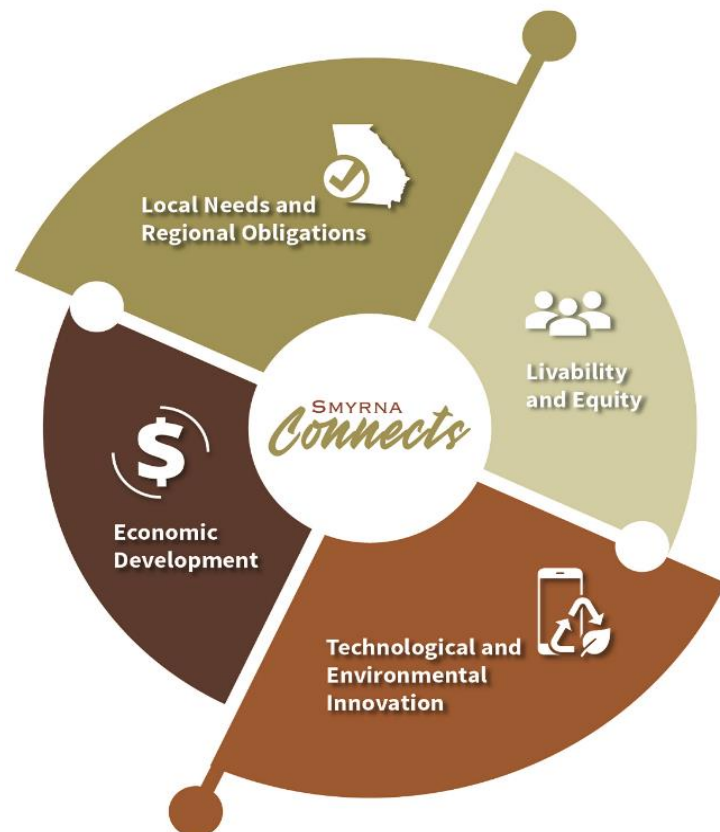 Local Needs and
Regional Obligations
Livability
and Equity
SMYRNA
Connects
$
Economic
Development
Technological and
Environmental
Innovation